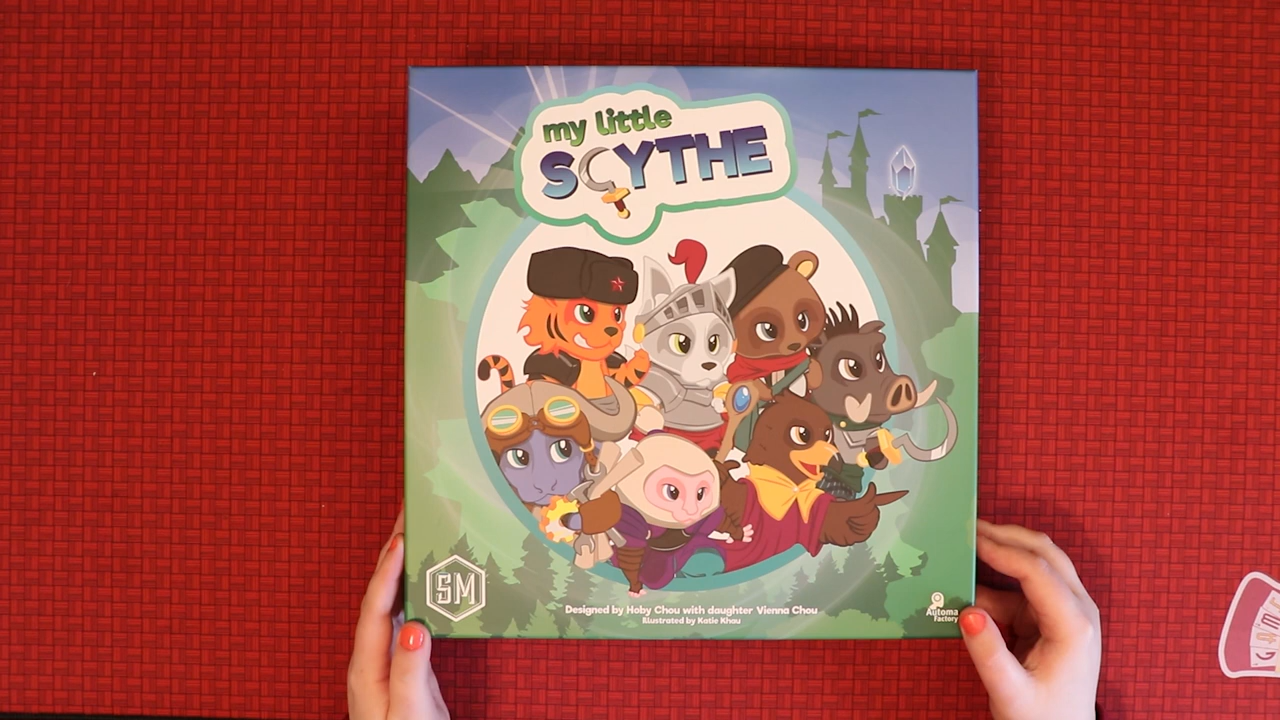 my little
SCYTHE
SM
Designed by Hoby Chou with daughter Vienna Chou
Illustrated by Katie Khau
Automa
Factory